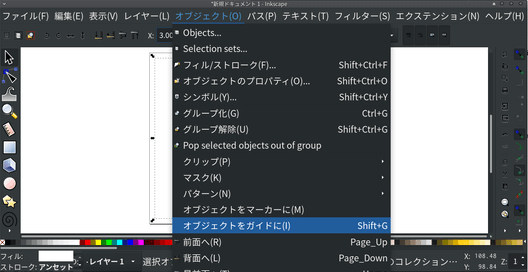 *新規ドキュメント 1 - Inkscape
ファイル(F) 編集(E) 表示(V) レイヤー(L) オブジェクト(O) パス(P) テキスト(T) フィルター(S) エクステンション(N) ヘルプ(H)
X: 3.00
Objects...
Selection sets...
フィル/ストローク(F)... Shift+Ctrl+F
オブジェクトのプロパティ(O)... Shift+Ctrl+O
シンボル(Y)... Shift+Ctrl+Y
グループ化(G) Ctrl+G
グループ解除(U) Shift+Ctrl+G
Pop selected objects out of group
クリップ(P)
マスク(K)
パターン(N)
オブジェクトをマーカーに(M)
オブジェクトをガイドに(I) Shift+G
前面へ(R) Page_Up
背面へ(L) Page_Down
フィル:
ストローク: アンセット
レイヤー 1
選択オ
コレクション…
X: 108.48
Y: 98.84
Z: 1